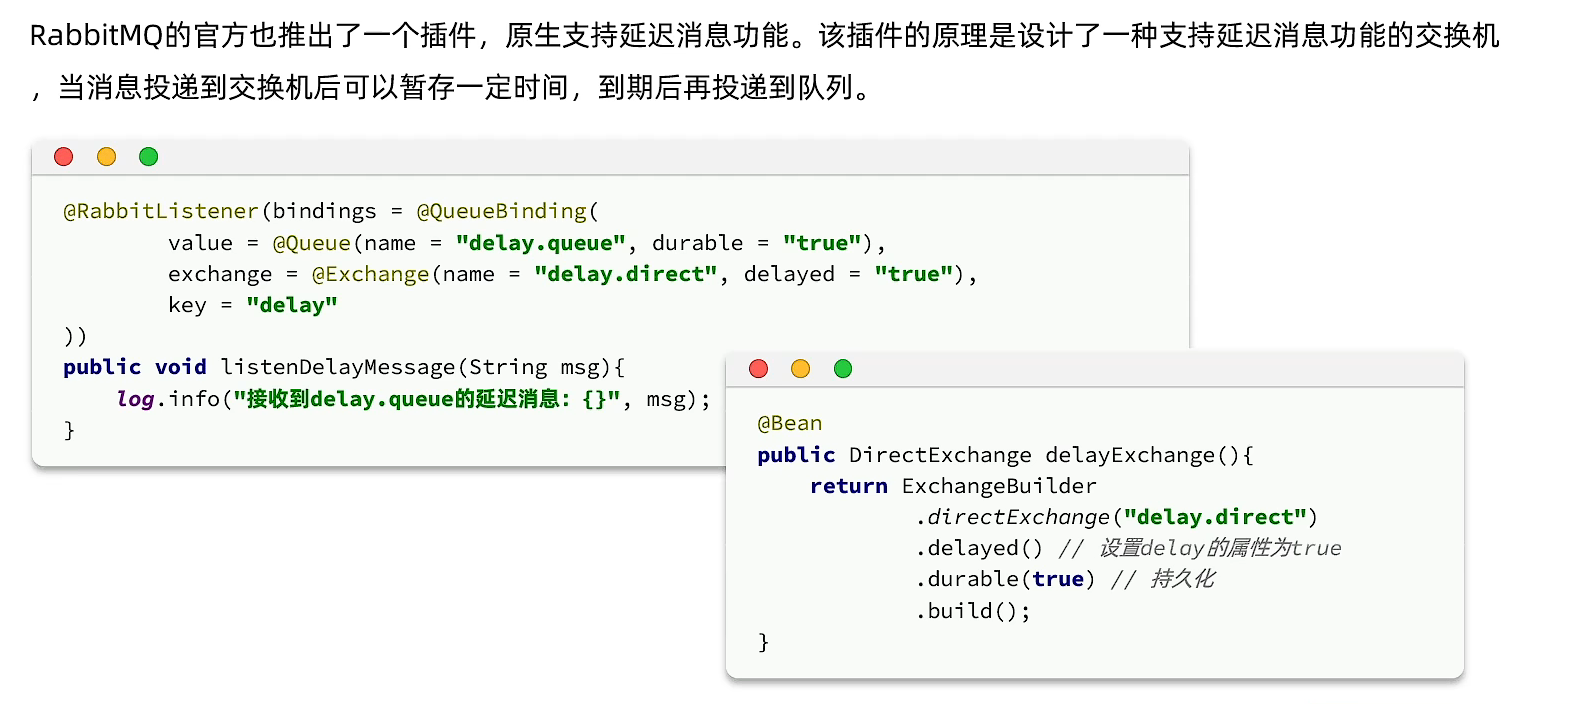 RabbitMQ的官方也推出了一个插件，原生支持延迟消息功能。该插件的原理是设计了一种支持延迟消息功能的交换机
，当消息投递到交换机后可以暂存一定时间，到期后再投递到队列。
@RabbitListener(bindings = @QueueBinding(
        value = @Queue(name = "delay.queue", durable = "true"),
        exchange = @Exchange(name = "delay.direct", delayed = "true"),
        key = "delay"
))
public void listenDelayMessage(String msg){
    log.info("接收到delay.queue的延迟消息：{}", msg);
}
@Bean
public DirectExchange delayExchange(){
    return ExchangeBuilder
            .directExchange("delay.direct")
            .delayed() // 设置delay的属性为true
            .durable(true) // 持久化
            .build();
}